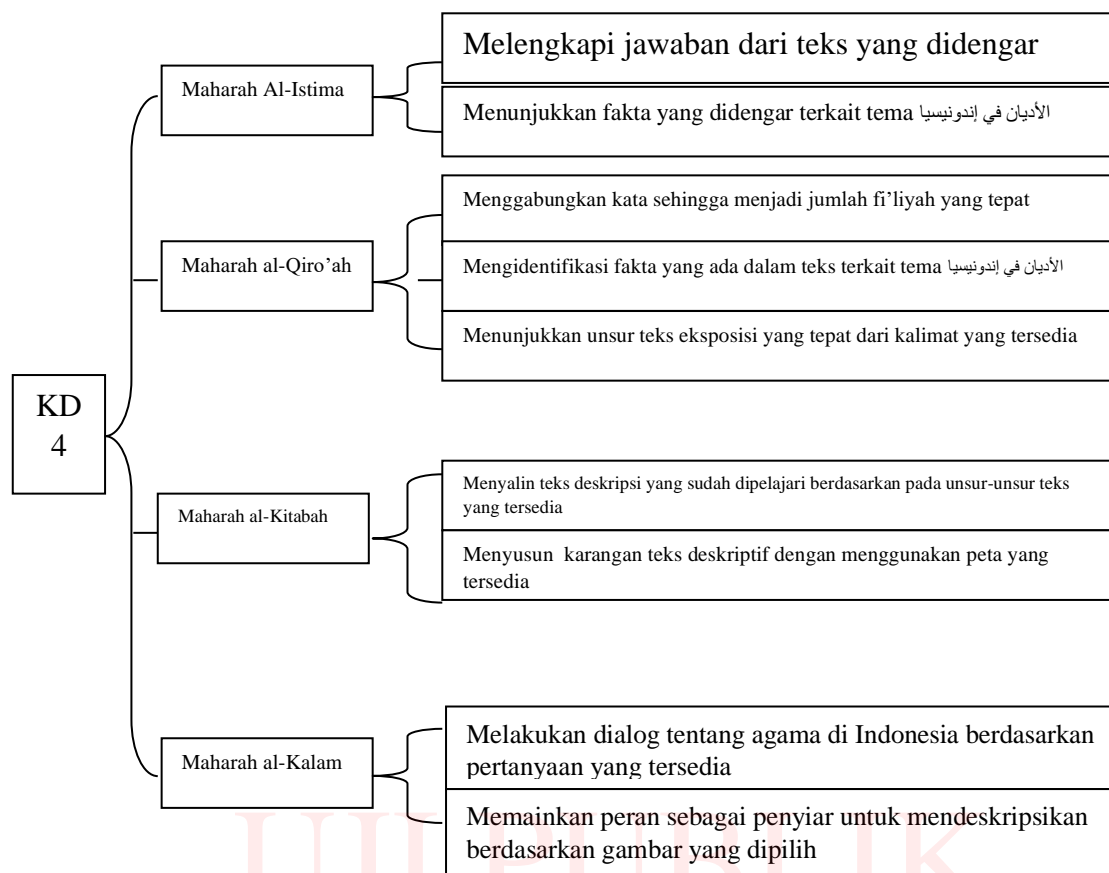 KD
4
Maharah Al-Istima
Melengkapi jawaban dari teks yang didengar
Menunjukkan fakta yang didengar terkait tema الأديان في إندونيسيا
Maharah al-Qiro’ah
Menggabungkan kata sehingga menjadi jumlah fi’liyah yang tepat
Mengidentifikasi fakta yang ada dalam teks terkait tema الأديان في إندونيسيا
Menunjukkan unsur teks eksposisi yang tepat dari kalimat yang tersedia
Maharah al-Kitabah
Menyalin teks deskripsi yang sudah dipelajari berdasarkan pada unsur-unsur teks
yang tersedia
Menyusun karangan teks deskriptif dengan menggunakan peta yang
tersedia
Maharah al-Kalam
Melakukan dialog tentang agama di Indonesia berdasarkan
pertanyaan yang tersedia
Memainkan peran sebagai penyiar untuk mendeskripsikan
berdasarkan gambar yang dipilih
UJI PUBLIK